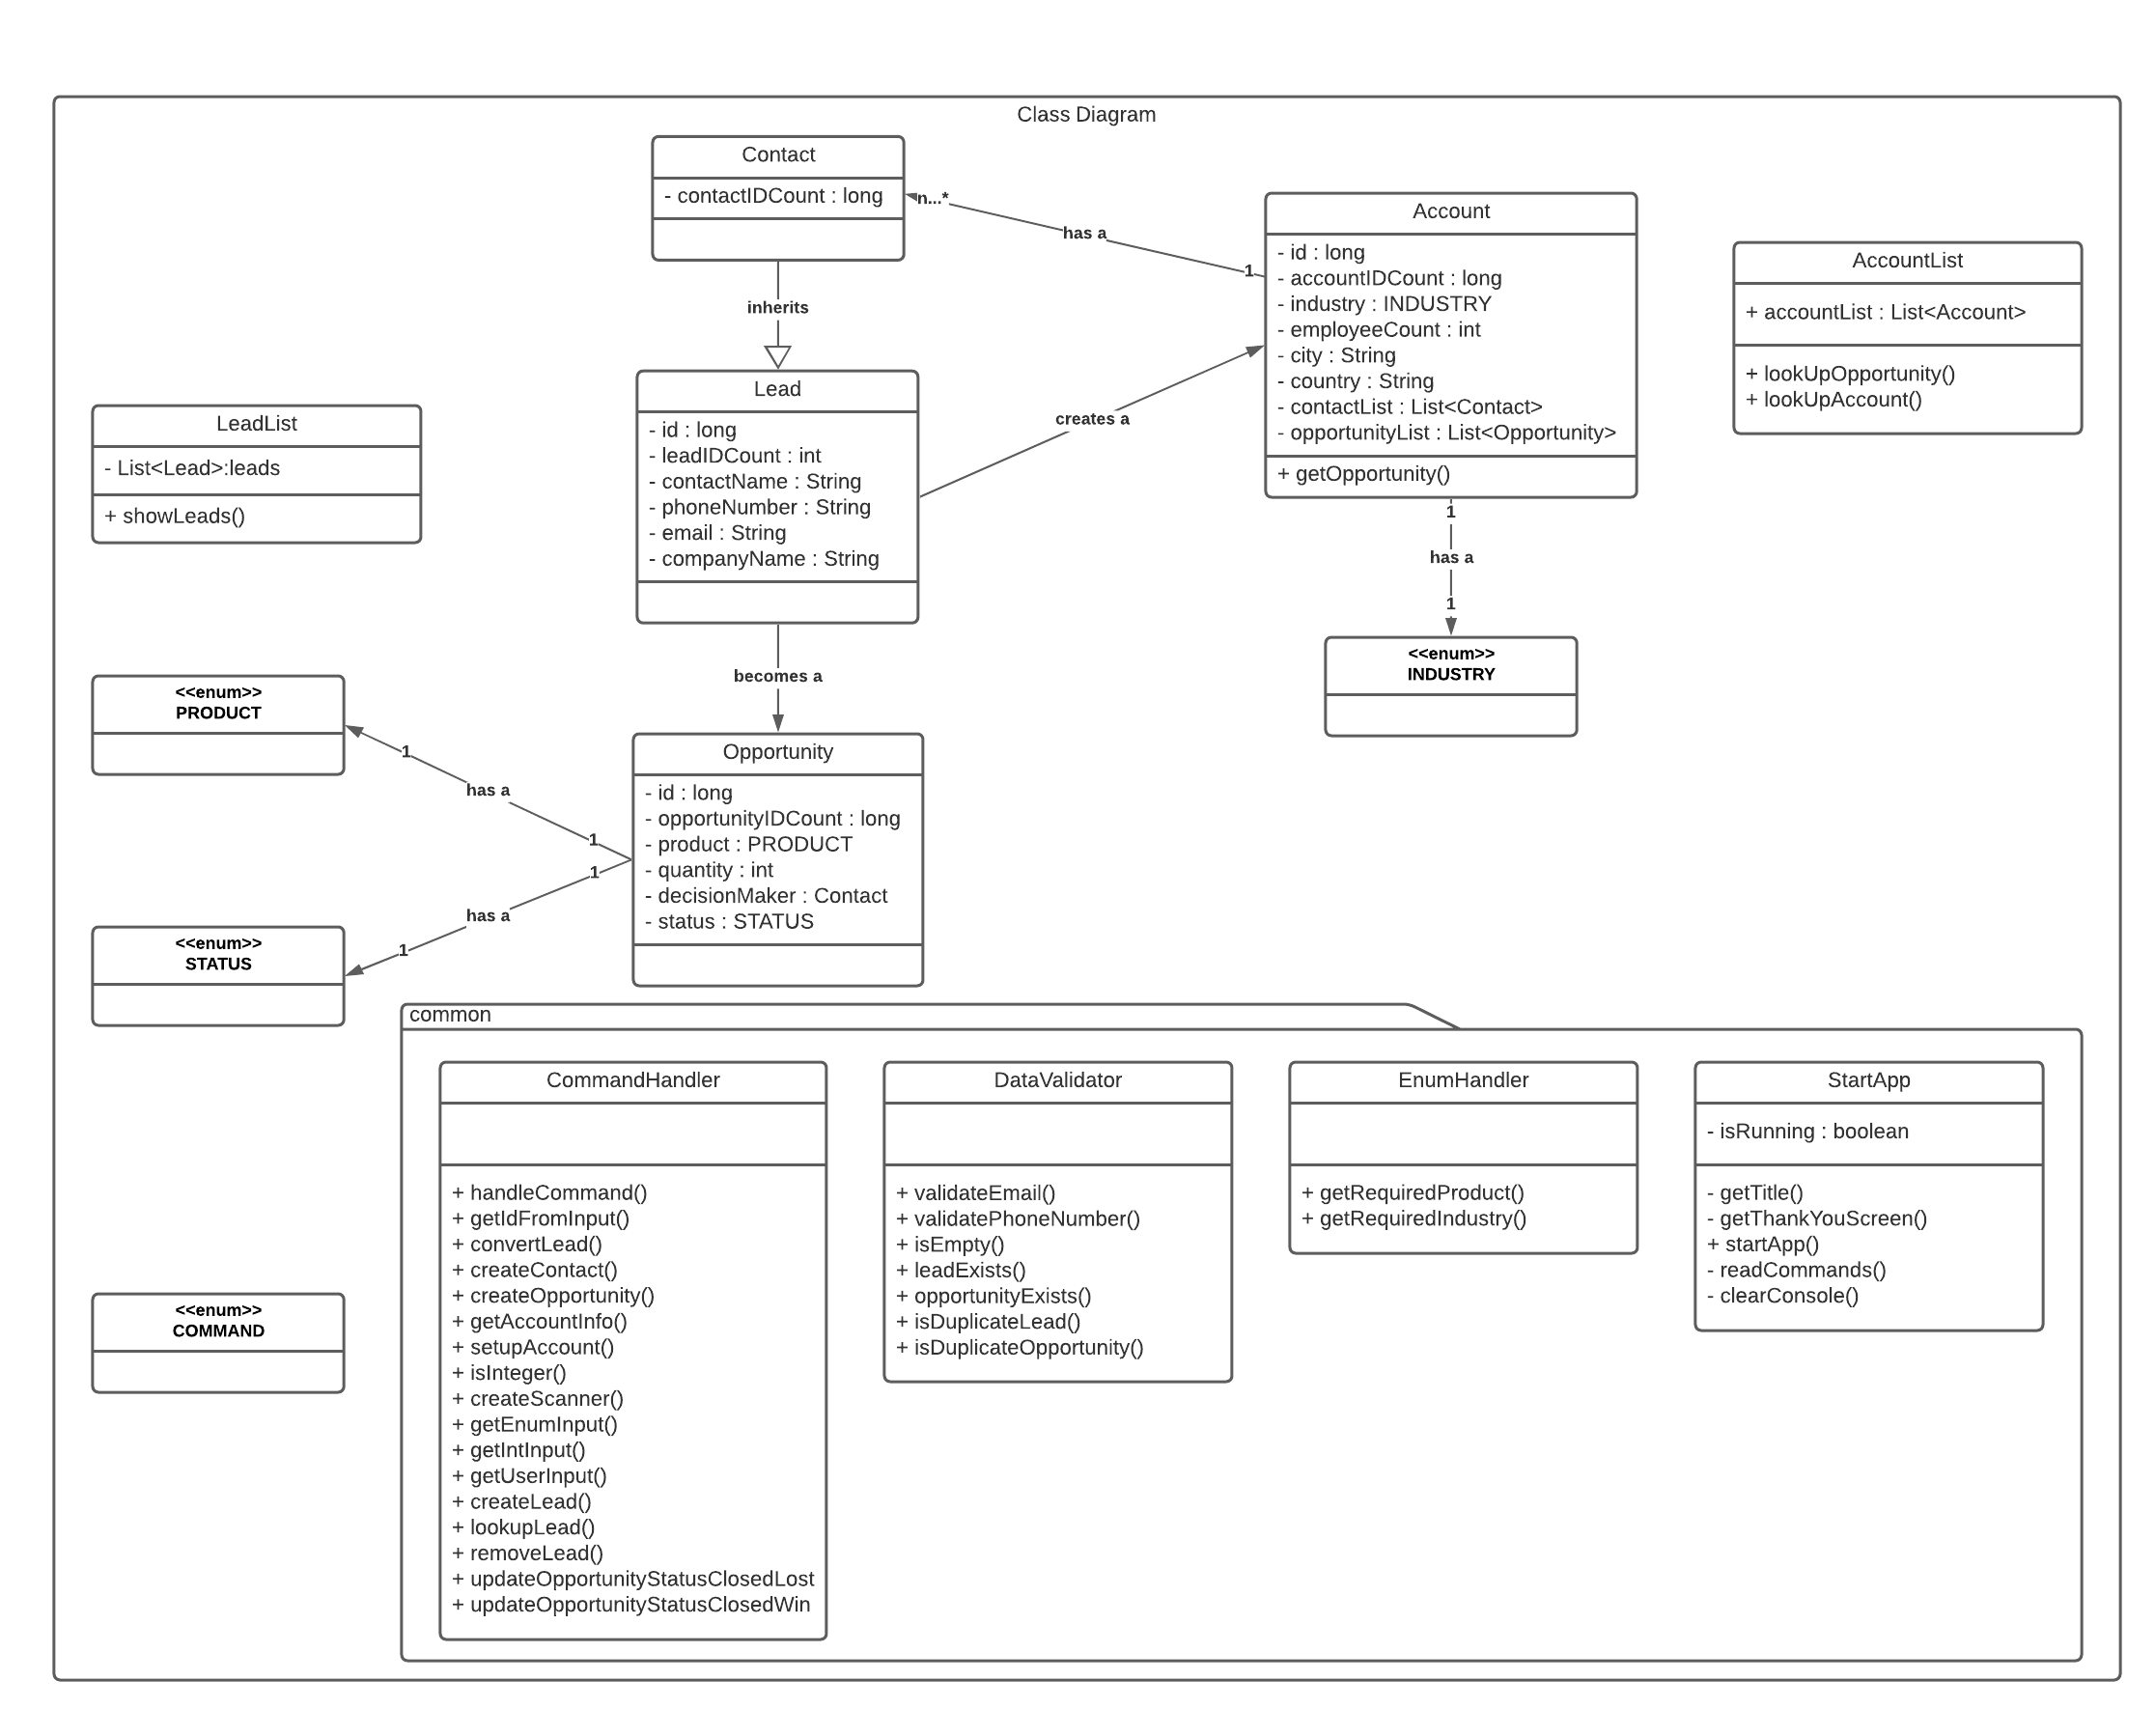 Class Diagram
Contact
- contactIDCount : long
n...*
has a
1
inherits
Account
- id : long
- accountIDCount : long
- industry : INDUSTRY
- employeeCount : int
- city : String
- country : String
- contactList : List<Contact>
- opportunityList : List<Opportunity>
+ getOpportunity()
AccountList
+ accountList : List<Account>
+ lookUpOpportunity()
+ lookUpAccount()
LeadList
- List<Lead>:leads
+ showLeads()
Lead
- id : long
- leadIDCount : int
- contactName : String
- phoneNumber : String
- email : String
- companyName : String
creates a
1
has a
1
<<enum>>
INDUSTRY
becomes a
<<enum>>
PRODUCT
1
has a
1
Opportunity
- id : long
- opportunityIDCount : long
- product : PRODUCT
- quantity : int
- decisionMaker : Contact
- status : STATUS
1
has a
1
<<enum>>
STATUS
common
CommandHandler
+ handleCommand()
+ getIdFromInput()
+ convertLead()
+ createContact()
+ createOpportunity()
+ getAccountInfo()
+ setupAccount()
+ isInteger()
+ createScanner()
+ getEnumInput()
+ getIntInput()
+ getUserInput()
+ createLead()
+ lookupLead()
+ removeLead()
+ updateOpportunityStatusClosedLost
+ updateOpportunityStatusClosedWin
DataValidator
+ validateEmail()
+ validatePhoneNumber()
+ isEmpty()
+ leadExists()
+ opportunityExists()
+ isDuplicateLead()
+ isDuplicateOpportunity()
EnumHandler
+ getRequiredProduct()
+ getRequiredIndustry()
StartApp
- isRunning : boolean
- getTitle()
- getThankYouScreen()
+ startApp()
- readCommands()
- clearConsole()
<<enum>>
COMMAND